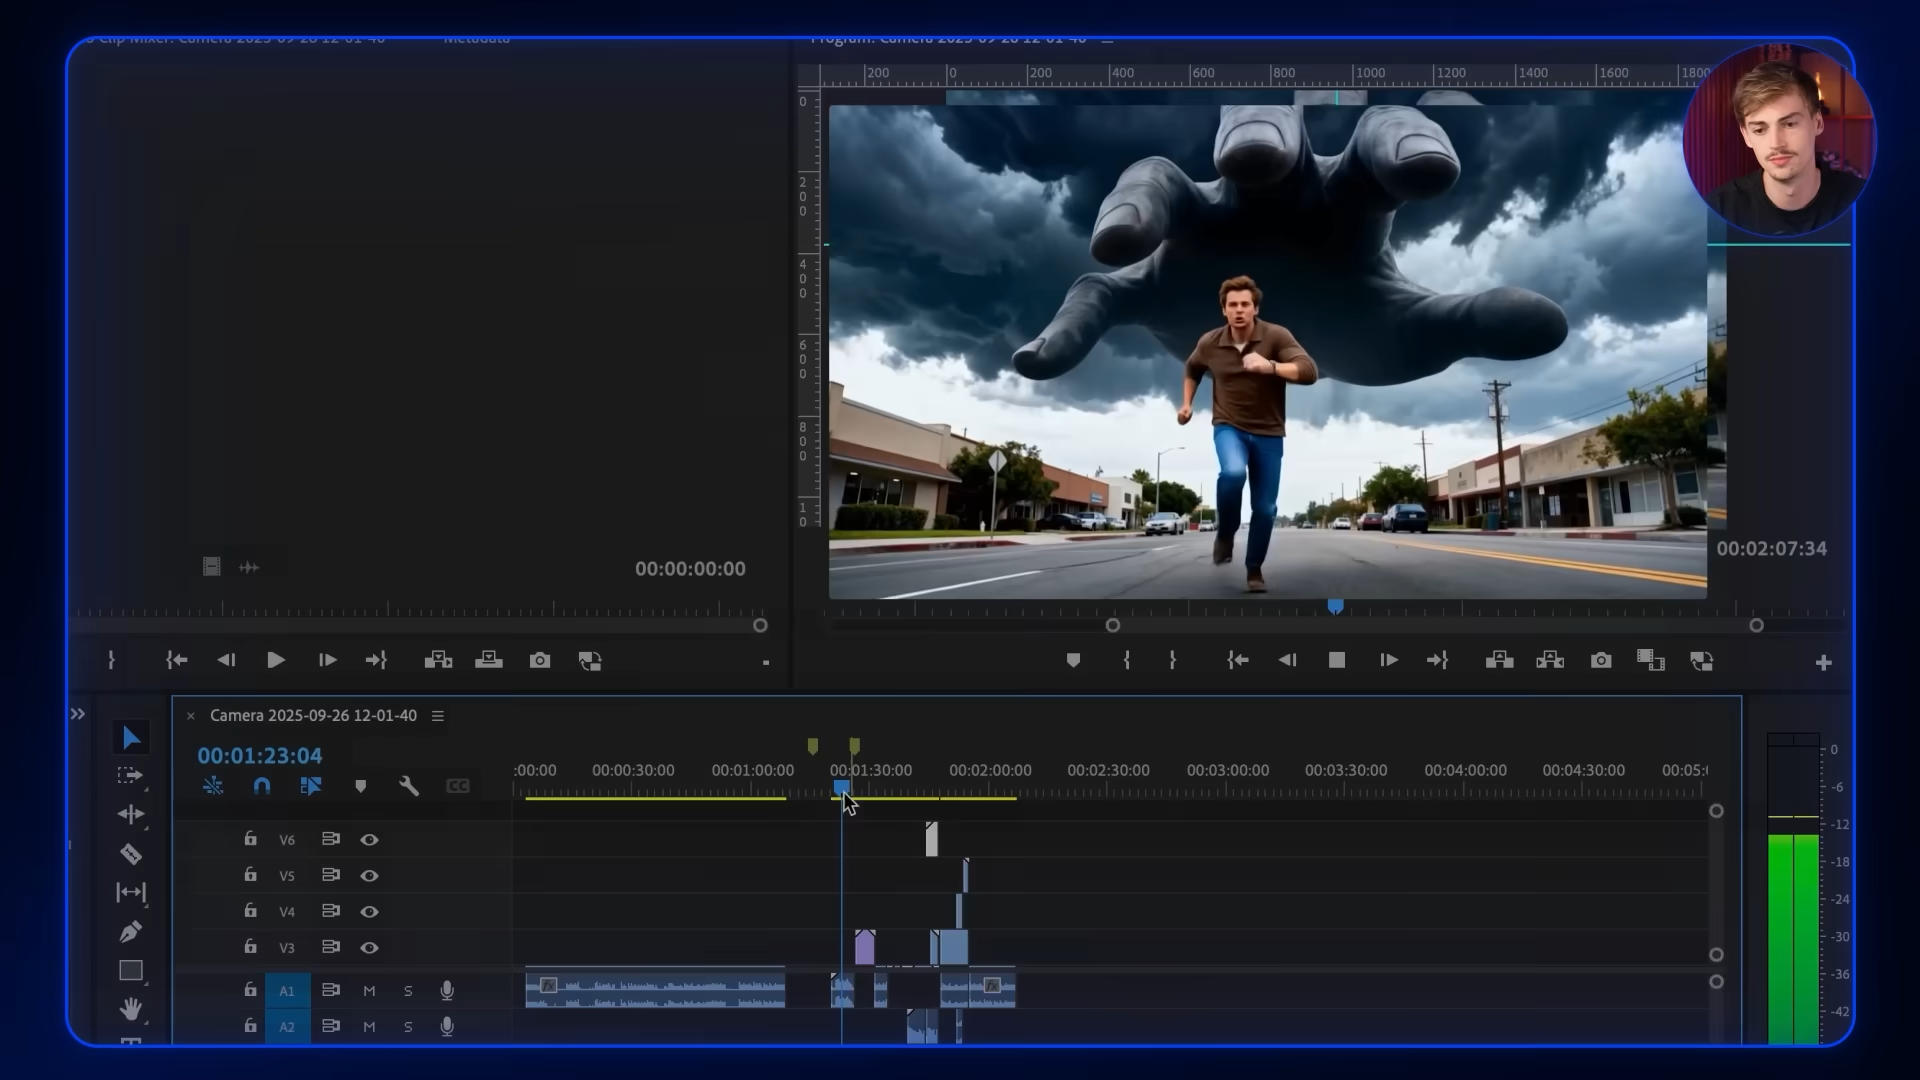 Clip Mixer: Camera 2025-09-26 12-01-40
Metadata
Program: Camera 2025-09-26 12-01-40
200 0 200 400 600 800 1000 1200 1400 1600 1800
0
200
400
600
800
10
00:00:00:00
00:02:07:34
Camera 2025-09-26 12-01-40
00:01:23:04
:00:00 00:00:30:00 00:01:00:00 00:01:30:00 00:02:00:00 00:02:30:00 00:03:00:00 00:03:30:00 00:04:00:00 00:04:30:00 00:05:0
CC
V6
V5
V4
V3
A1 M S
fx
fx
A2 M S
0
-6
-12
-18
-24
-30
-36
-42